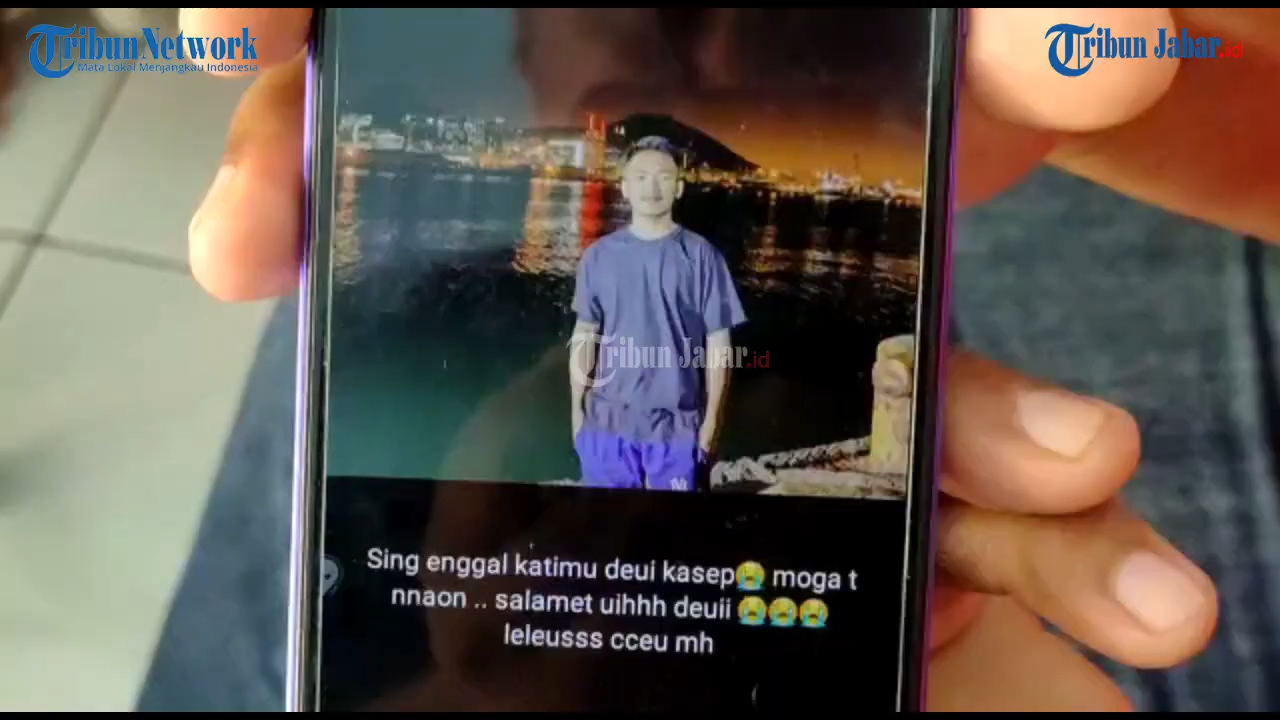 TribunNetwork
Mata Lokal Menjangkau Indonesia
Tribun Jabar.id
Tribun Jabar.id
Sing enggal katimu deui kasep😭 moga t
nnaon .. salamet uihhh deuii 😭😭😭
leleusss cceu mh